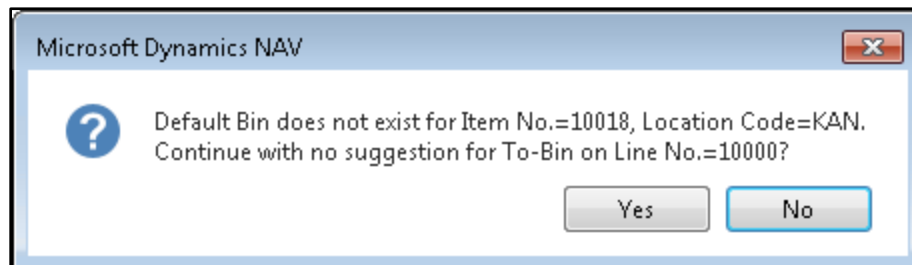 Microsoft Dynamics NAV
Default Bin does not exist for Item No.=10018, Location Code=KAN.
Continue with no suggestion for To-Bin on Line No.=10000?
Yes
No